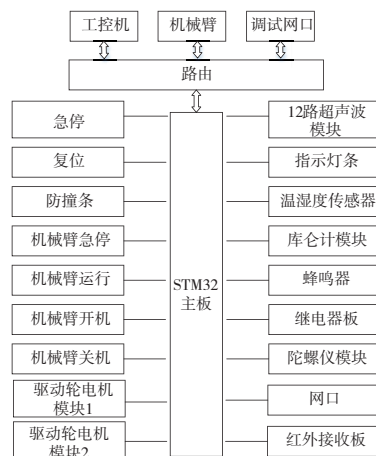 工控机
机械臂
调试网口
路由
急停
复位
防撞条
机械臂急停
机械臂运行
机械臂开机
机械臂关机
驱动轮电机
模块1
驱动轮电机
模块2
STM32
主板
12路超声波
模块
指示灯条
温湿度传感器
库仑计模块
蜂鸣器
继电器板
陀螺仪模块
网口
红外接收板